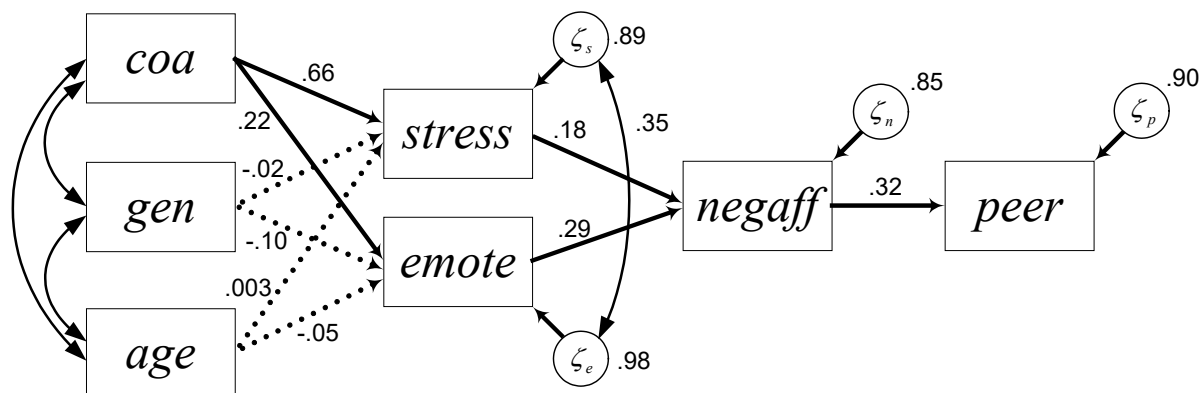 coa
gen
age
.66
.22
-.02
-.10
.003
-.05
stress
emote
ζs
.89
ζe
.98
.35
.18
.29
negaff
ζn
.85
.32
peer
ζp
.90